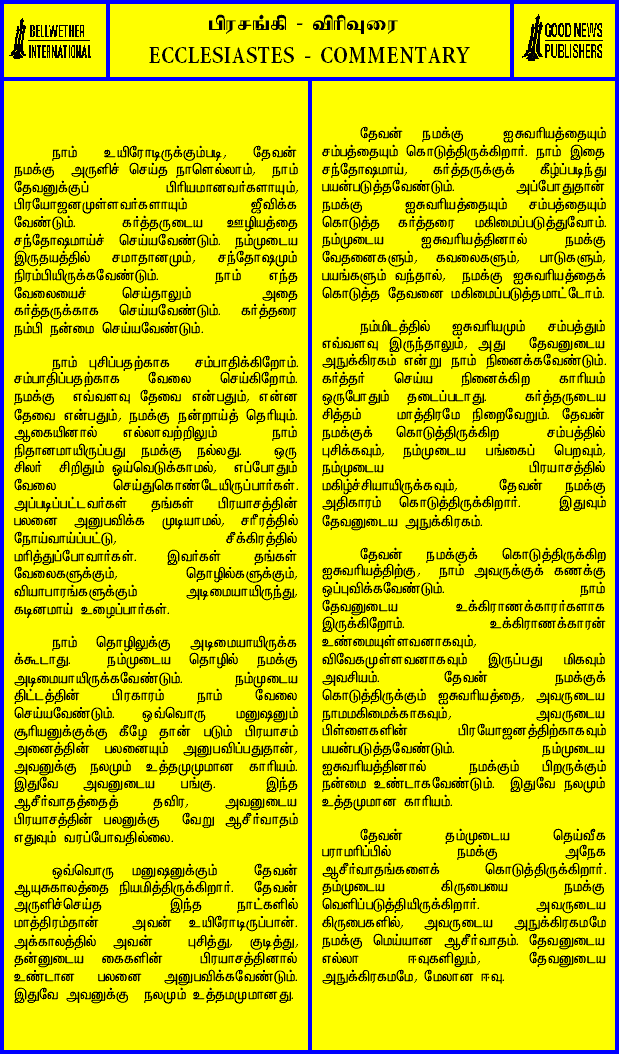 BELLWETHER
INTERNATIONAL
பிரசங்கி - விரிவுரை
ECCLESIASTES - COMMENTARY
GOOD NEWS
PUBLISHERS
நாம் உயிரோடிருக்கும்படி, தேவன்
நமக்கு அருளிச் செய்த நாளெல்லாம், நாம்
தேவனுக்குப் பிரியமானவர்களாயும்,
பிரயோஜனமுள்ளவர்களாயும் ஜீவிக்க
வேண்டும். கர்த்தருடைய ஊழியத்தை
சந்தோஷமாய்ச் செய்யவேண்டும். நம்முடைய
இருதயத்தில் சமாதானமும், சந்தோஷமும்
நிரம்பியிருக்கவேண்டும். நாம் எந்த
வேலையைச் செய்தாலும் அதை
கர்த்தருக்காக செய்யவேண்டும். கர்த்தரை
நம்பி நன்மை செய்யவேண்டும்.
நாம் புசிப்பதற்காக சம்பாதிக்கிறோம்.
சம்பாதிப்பதற்காக வேலை செய்கிறோம்.
நமக்கு எவ்வளவு தேவை என்பதும், என்ன
தேவை என்பதும், நமக்கு நன்றாய்த் தெரியும்.
ஆகையினால் எல்லாவற்றிலும் நாம்
நிதானமாயிருப்பது நமக்கு நல்லது. ஒரு
சிலர் சிறிதும் ஓய்வெடுக்காமல், எப்போதும்
வேலை செய்துகொண்டேயிருப்பார்கள்.
அப்படிப்பட்டவர்கள் தங்கள் பிரயாசத்தின்
பலனை அனுபவிக்க முடியாமல், சரீரத்தில்
நோய்வாய்ப்பட்டு, சீக்கிரத்தில்
மரித்துப்போவார்கள். இவர்கள் தங்கள்
வேலைகளுக்கும், தொழில்களுக்கும்,
வியாபாரங்களுக்கும் அடிமையாயிருந்து,
கடினமாய் உழைப்பார்கள்.
நாம் தொழிலுக்கு அடிமையாயிருக்க
க்கூடாது. நம்முடைய தொழில் நமக்கு
அடிமையாயிருக்கவேண்டும். நம்முடைய
திட்டத்தின் பிரகாரம் நாம் வேலை
செய்யவேண்டும். ஒவ்வொரு மனுஷனும்
சூரியனுக்குக்கு கீழே தான் படும் பிரயாசம்
அனைத்தின் பலனையும் அனுபவிப்பதுதான்,
அவனுக்கு நலமும் உத்தமுமுமான காரியம்.
இதுவே அவனுடைய பங்கு. இந்த
ஆசீர்வாதத்தைத் தவிர, அவனுடைய
பிரயாசத்தின் பலனுக்கு வேறு ஆசீர்வாதம்
எதுவும் வரப்போவதில்லை.
ஒவ்வொரு மனுஷனுக்கும் தேவன்
ஆயுசுகாலத்தை நியமித்திருக்கிறார். தேவன்
அருளிச்செய்த இந்த நாட்களில்
மாத்திரம்தான் அவன் உயிரோடிருப்பான்.
அக்காலத்தில் அவன் புசித்து, குடித்து,
தன்னுடைய கைகளின் பிரயாசத்தினால்
உண்டான பலனை அனுபவிக்கவேண்டும்.
இதுவே அவனுக்கு நலமும் உத்தமமுமானது.
தேவன் நமக்கு ஐசுவரியத்தையும்
சம்பத்தையும் கொடுத்திருக்கிறார். நாம் இதை
சந்தோஷமாய், கர்த்தருக்குக் கீழ்ப்படிந்து
பயன்படுத்தவேண்டும். அப்போதுதான்
நமக்கு ஐசுவரியத்தையும் சம்பத்தையும்
கொடுத்த கர்த்தரை மகிமைப்படுத்துவோம்.
நம்முடைய ஐசுவரியத்தினால் நமக்கு
வேதனைகளும், கவலைகளும், பாடுகளும்,
பயங்களும் வந்தால், நமக்கு ஐசுவரியத்தைக்
கொடுத்த தேவனை மகிமைப்படுத்தமாட்டோம்.
நம்மிடத்தில் ஐசுவரியமும் சம்பத்தும்
எவ்வளவு இருந்தாலும், அது தேவனுடைய
அநுக்கிரகம் என்று நாம் நினைக்கவேண்டும்.
கர்த்தர் செய்ய நினைக்கிற காரியம்
ஒருபோதும் தடைப்படாது. கர்த்தருடைய
சித்தம் மாத்திரமே நிறைவேறும். தேவன்
நமக்குக் கொடுத்திருக்கிற சம்பத்தில்
புசிக்கவும், நம்முடைய பங்கைப் பெறவும்,
நம்முடைய பிரயாசத்தில்
மகிழ்ச்சியாயிருக்கவும், தேவன் நமக்கு
அதிகாரம் கொடுத்திருக்கிறார். இதுவும்
தேவனுடைய அநுக்கிரகம்.
தேவன் நமக்குக் கொடுத்திருக்கிற
ஐசுவரியத்திற்கு, நாம் அவருக்குக் கணக்கு
ஒப்புவிக்கவேண்டும். நாம்
தேவனுடைய உக்கிராணக்காரர்களாக
இருக்கிறோம். உக்கிராணக்காரன்
உண்மையுள்ளவனாகவும்,
விவேகமுள்ளவனாகவும் இருப்பது மிகவும்
அவசியம். தேவன் நமக்குக்
கொடுத்திருக்கும் ஐசுவரியத்தை, அவருடைய
நாமமகிமைக்காகவும், அவருடைய
பிள்ளைகளின் பிரயோஜனத்திற்காகவும்
பயன்படுத்தவேண்டும். நம்முடைய
ஐசுவரியத்தினால் நமக்கும் பிறருக்கும்
நன்மை உண்டாகவேண்டும். இதுவே நலமும்
உத்தமுமான காரியம்.
தேவன் தம்முடைய தெய்வீக
பராமரிப்பில் நமக்கு அநேக
ஆசீர்வாதங்களைக் கொடுத்திருக்கிறார்.
தம்முடைய கிருபையை நமக்கு
வெளிப்படுத்தியிருக்கிறார். அவருடைய
கிருபைகளில், அவருடைய அநுக்கிரகமமே
நமக்கு மெய்யான ஆசீர்வாதம். தேவனுடைய
எல்லா ஈவுகளிலும், தேவனுடைய
அநுக்கிரகமமே, மேலான ஈவு.